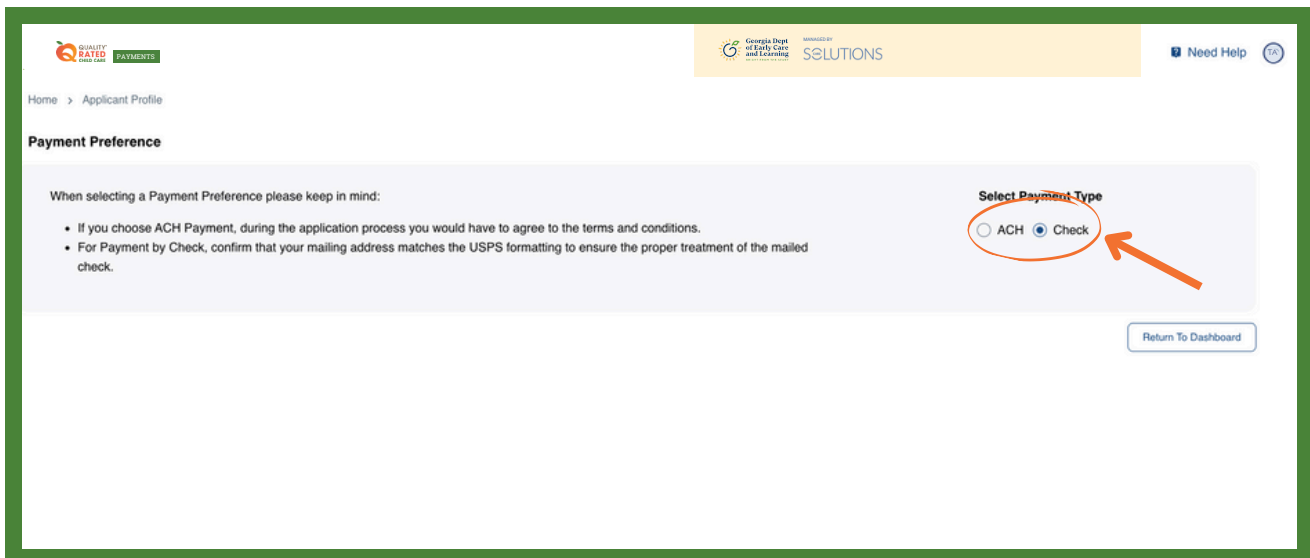 QUALITY
RATED
CHILD CARE
PAYMENTS
Georgia Dept
of Early Care
and Learning
MANAGED BY
SOLUTIONS
Need Help
TA
Home > Applicant Profile
Payment Preference
When selecting a Payment Preference please keep in mind:
Select Payment Type
• If you choose ACH Payment, during the application process you would have to agree to the terms and conditions.
• For Payment by Check, confirm that your mailing address matches the USPS formatting to ensure the proper treatment of the mailed
check.
ACH Check
Return To Dashboard